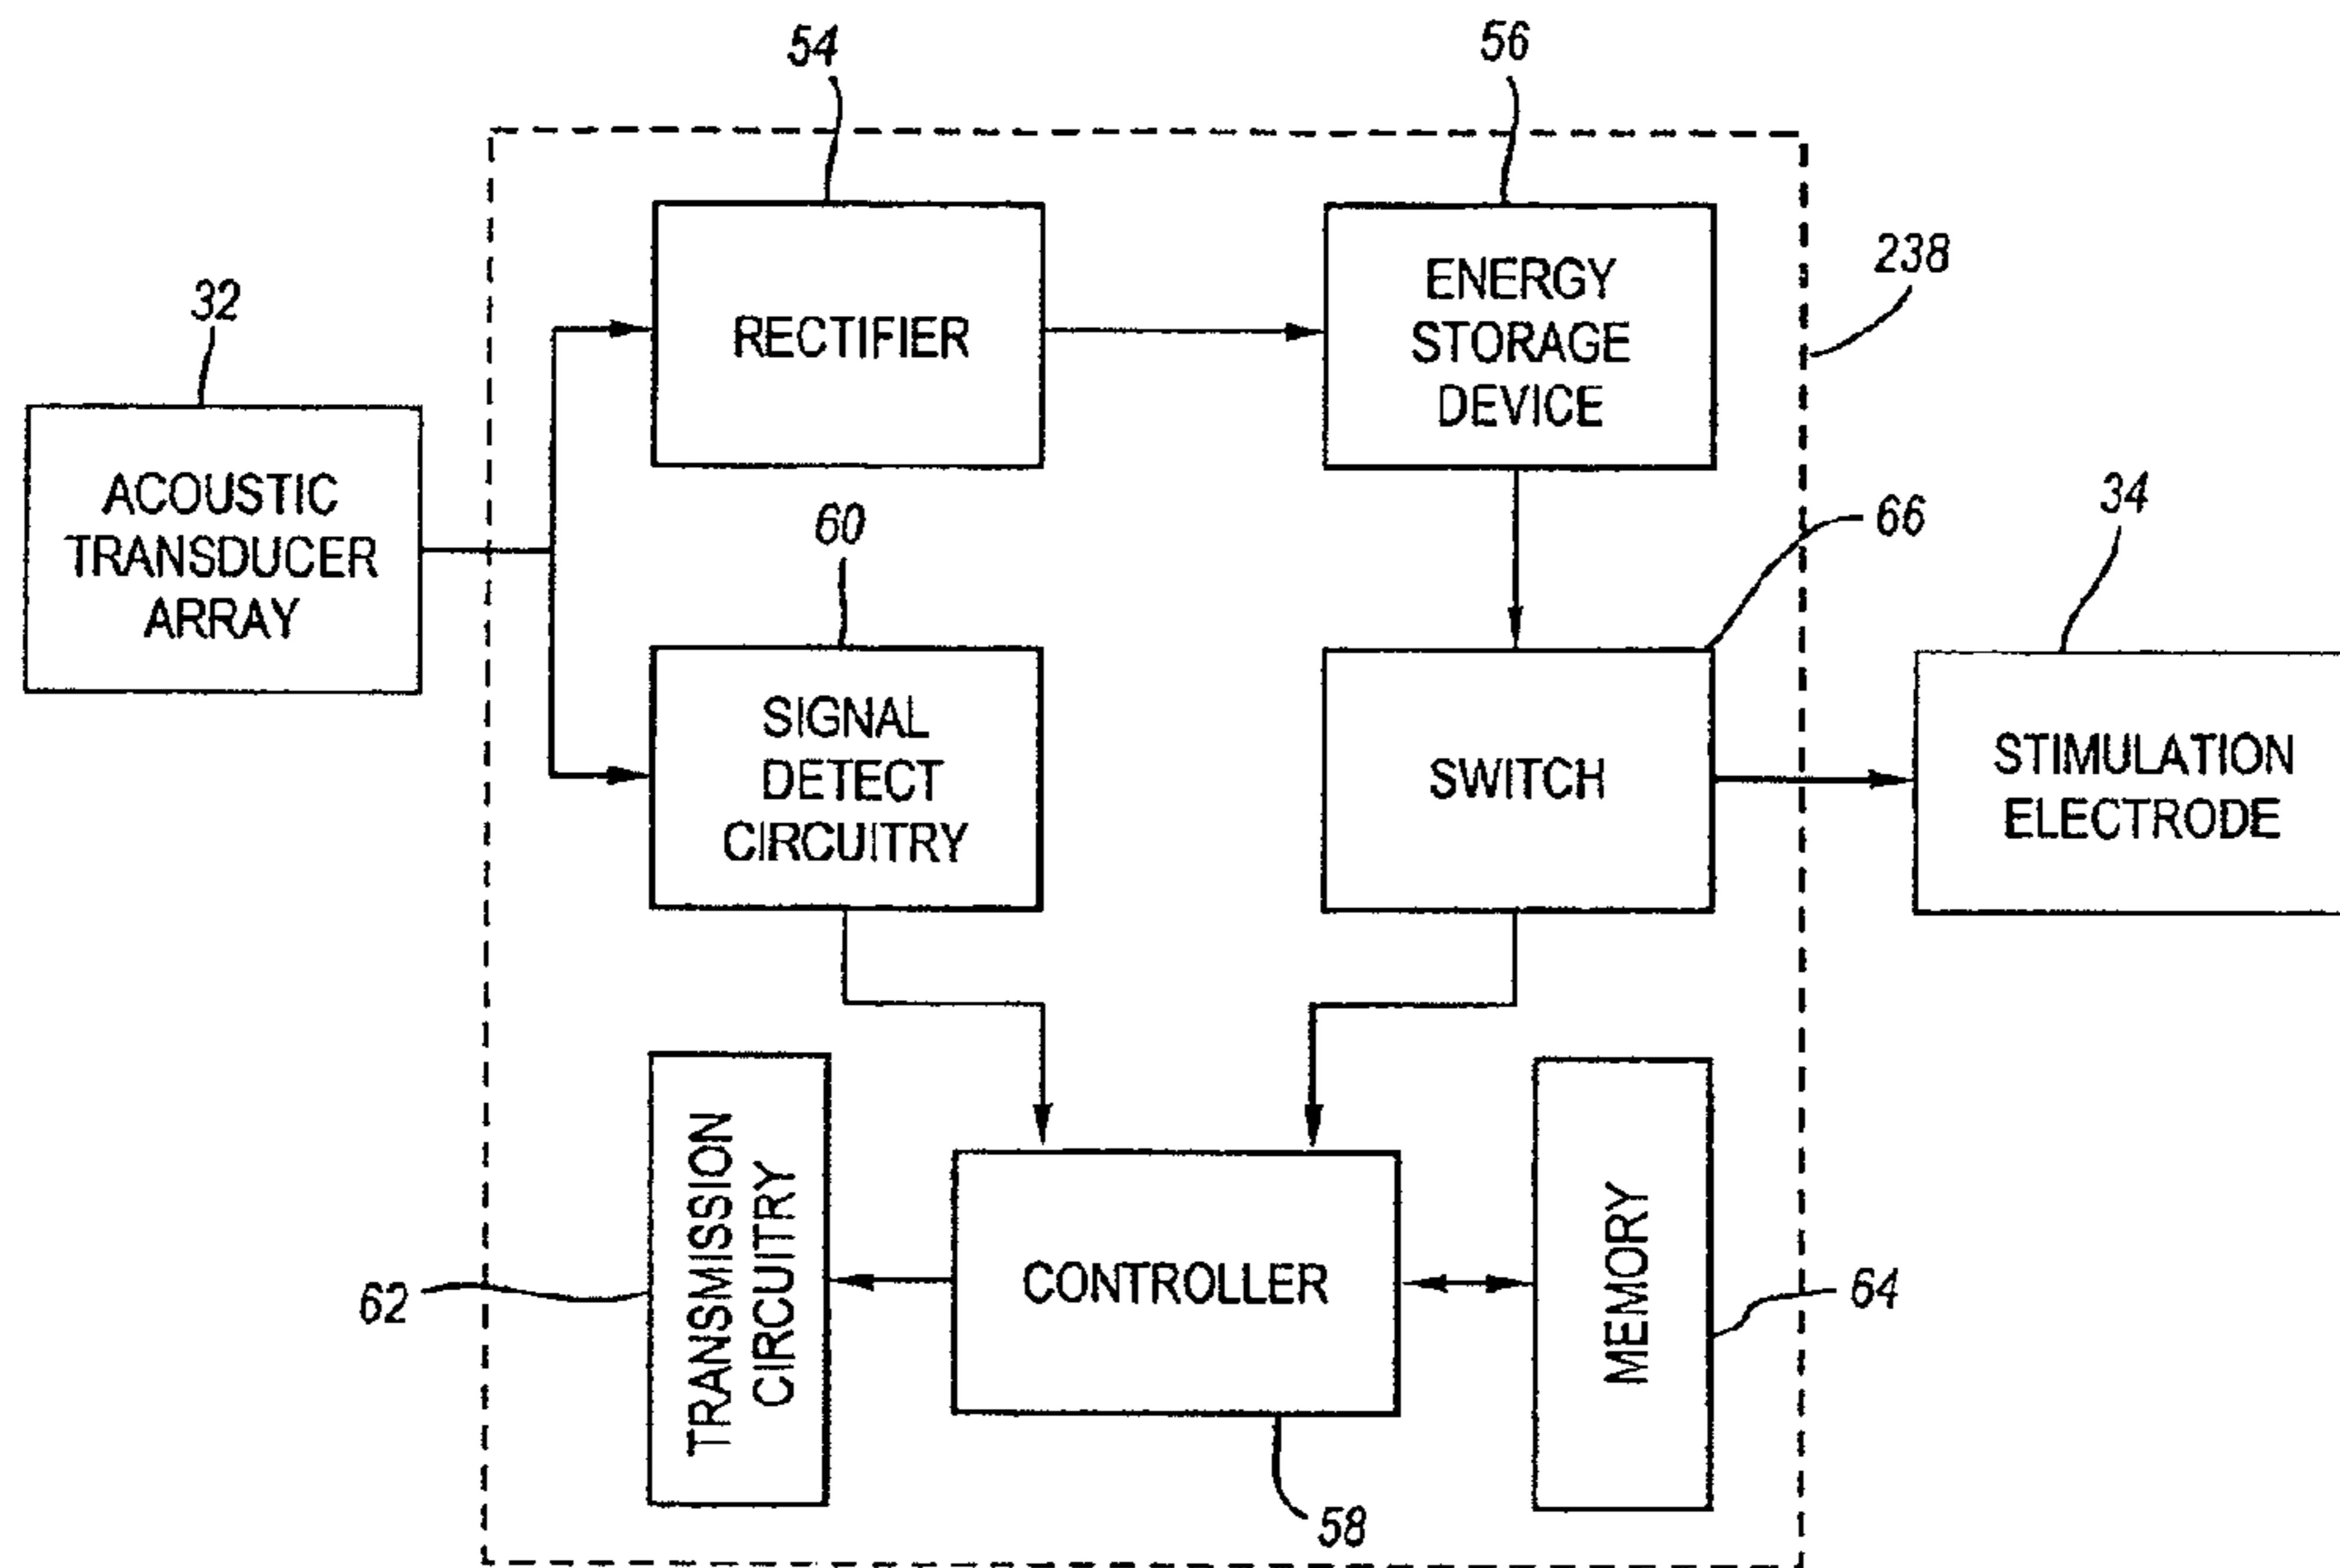 54
56
238
32
RECTIFIER
ENERGY
STORAGE
DEVICE
ACOUSTIC
TRANSDUCER
ARRAY
60
66
34
SIGNAL
DETECT
CIRCUITRY
SWITCH
STIMULATION
ELECTRODE
62
TRANSMISSION
CIRCUITRY
CONTROLLER
MEMORY
64
58